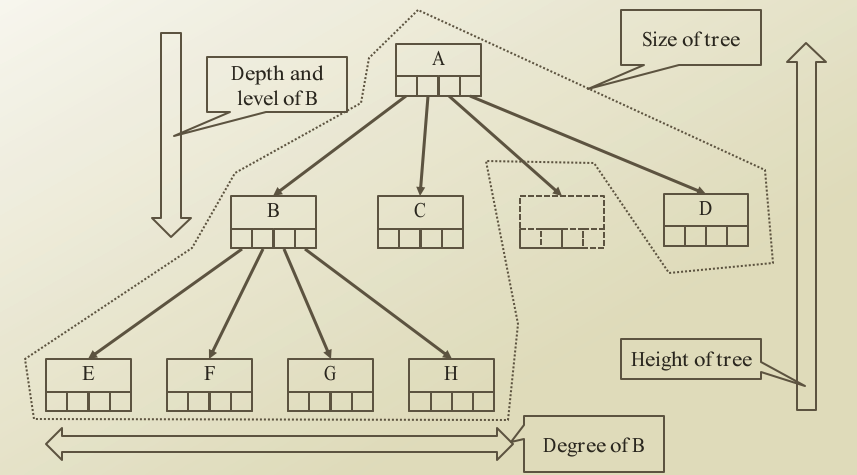 Size of tree
A
Depth and
level of B
B
C
D
E
F
G
H
Height of tree
Degree of B